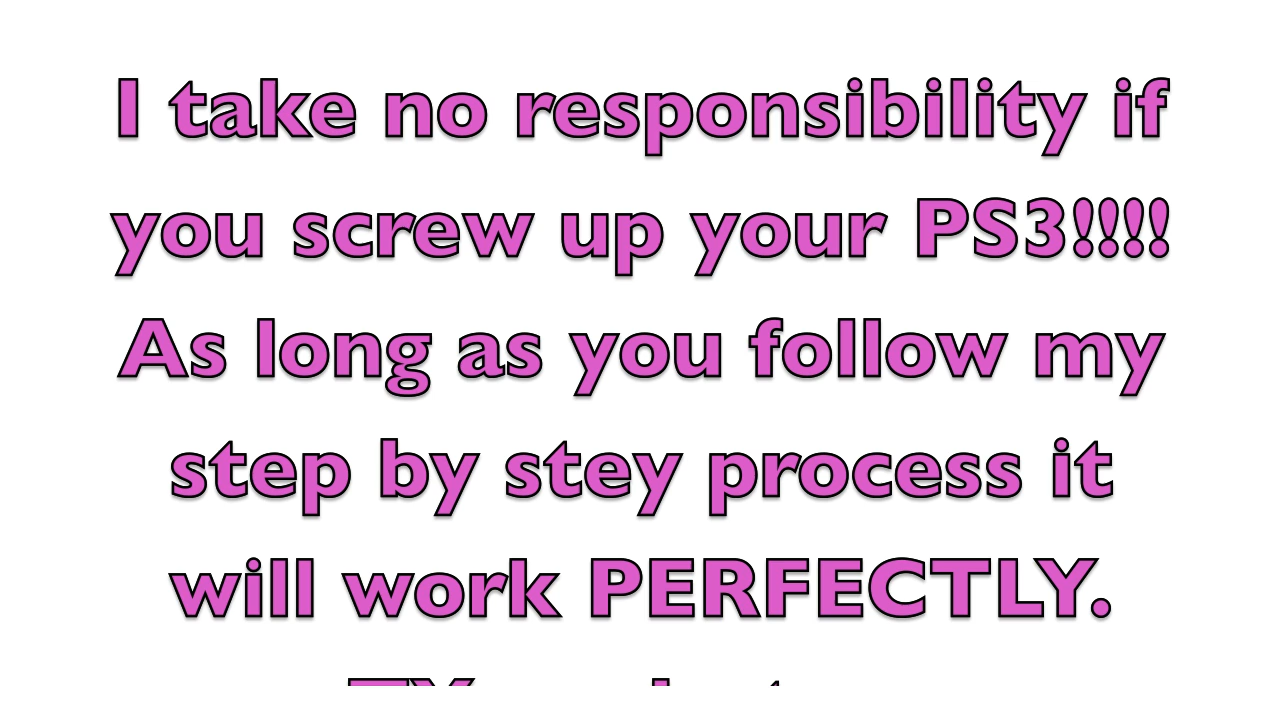 I take no responsibility if
you screw up your PS3!!!!
As long as you follow my
step by stey process it
will work PERFECTLY.